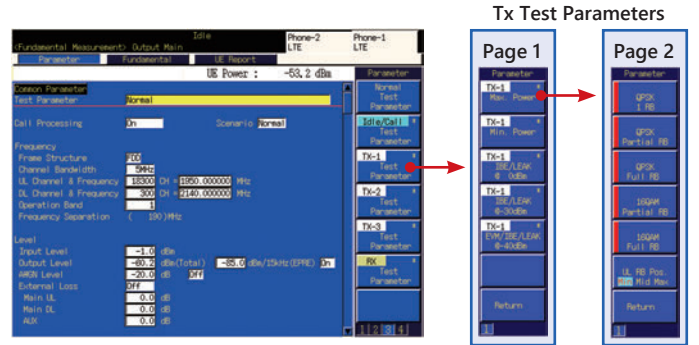 Tx Test Parameters
Idle
<Fundamental Measurement> Output Main
Phone-2
LTE
Phone-1
LTE
Parameter
Fundamental
UE Report
UE Power : -53.2 dBm
Common Parameter
Test Parameter Normal
Call Processing On Scenario Normal
Frequency
Frame Structure FDD
Channel Bandwidth 5MHz
UL Channel & Frequency 18300 CH = 1950.000000 MHz
DL Channel & Frequency 300 CH = 2140.000000 MHz
Operation Band 1
Frequency Separation ( 190)MHz
Level
Input Level -1.0 dBm
Output Level -60.2 dBm(Total) -85.0 dBm/15kHz(EPRE) On
AWGN Level -20.0 dB Off
External Loss Off
Main UL 0.0 dB
Main DL 0.0 dB
AUX 0.0 dB
Parameter
Normal
Test
Parameter
Idle/Call *
Test
Parameter
TX-1 *
Test
Parameter
TX-2 *
Test
Parameter
TX-3 *
Test
Parameter
RX *
Test
Parameter
1 2 3 4
Page 1
Parameter
TX-1 *
Max. Power
TX-1 *
Min. Power
TX-1 *
IBE/LEAK
@ 0dBm
TX-1 *
IBE/LEAK
@-30dBm
TX-1 *
EVM/IBE/LEAK
@-40dBm
Return
1
Page 2
Parameter
QPSK
1 RB
QPSK
Partial RB
QPSK
Full RB
16QAM
Partial RB
16QAM
Full RB
UL RB Pos.
Min Mid Max
Return
1